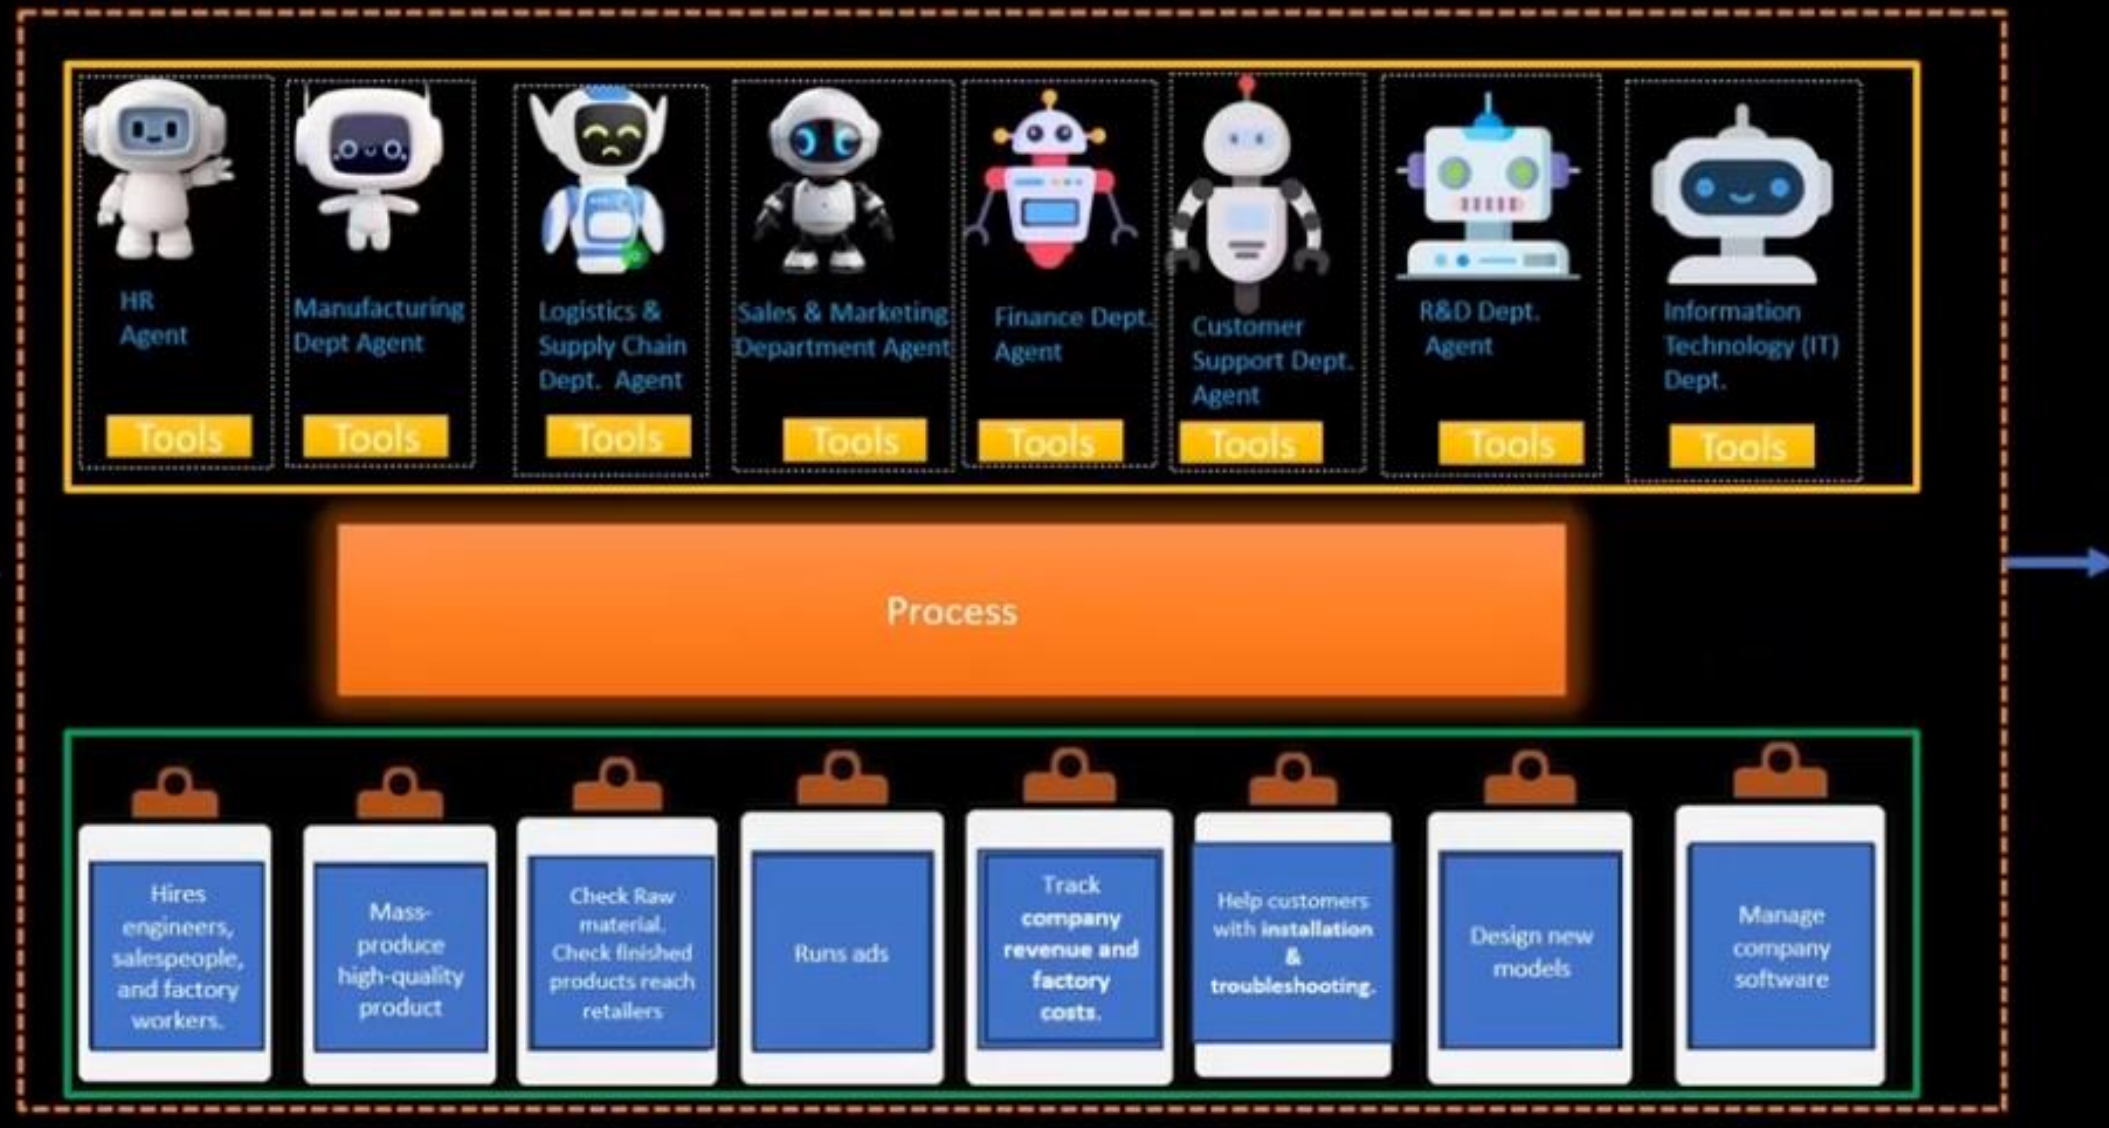 HR
Agent
Manufacturing
Dept Agent
Logistics &
Supply Chain
Dept. Agent
Sales & Marketing
Department Agent
Finance Dept.
Agent
Customer
Support Dept.
Agent
R&D Dept.
Agent
Information
Technology (IT)
Dept.
Tools
Tools
Tools
Tools
Tools
Tools
Tools
Tools
Process
Hires
engineers,
salespeople,
and factory
workers.
Mass-
produce
high-quality
product
Check Raw
material.
Check finished
products reach
retailers
Runs ads
Track
company
revenue and
factory
costs.
Help customers
with installation
&
troubleshooting.
Design new
models
Manage
company
software